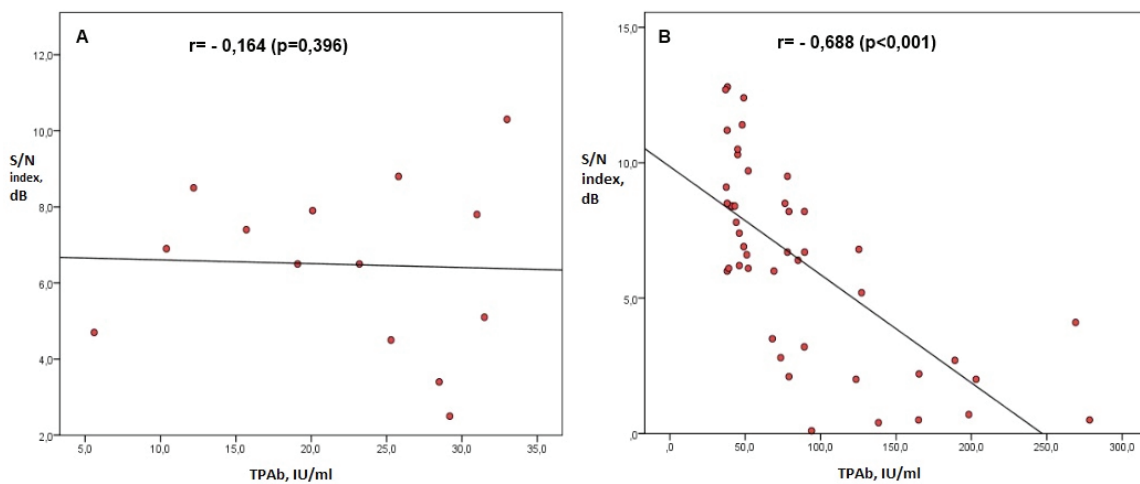 A
r= - 0,164 (p=0,396)
S/N
index,
dB
12,0
10,0
8,0
6,0
4,0
2,0
5,0 10,0 15,0 20,0 25,0 30,0 35,0
TPAb, IU/ml
B
r= - 0,688 (p<0,001)
S/N
index,
dB
15,0
10,0
5,0
,0
,0 50,0 100,0 150,0 200,0 250,0 300,0
TPAb, IU/ml